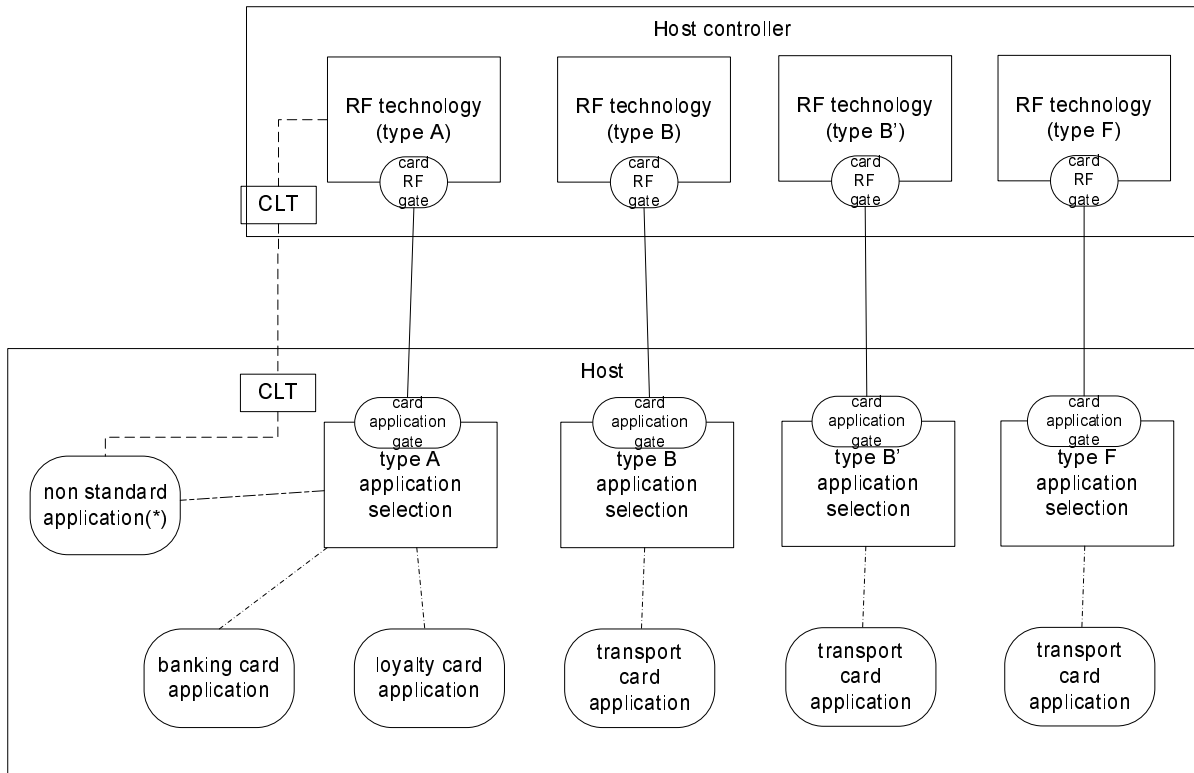 Host controller
RF technology
(type A)
RF technology
(type B)
RF technology
(type B’)
RF technology
(type F)
card
RF
gate
card
RF
gate
card
RF
gate
card
RF
gate
CLT
Host
CLT
card
application
gate
card
application
gate
card
application
gate
card
application
gate
type A
application
selection
type B
application
selection
type B’
application
selection
type F
application
selection
non standard
application(*)
banking card
application
loyalty card
application
transport
card
application
transport
card
application
transport
card
application